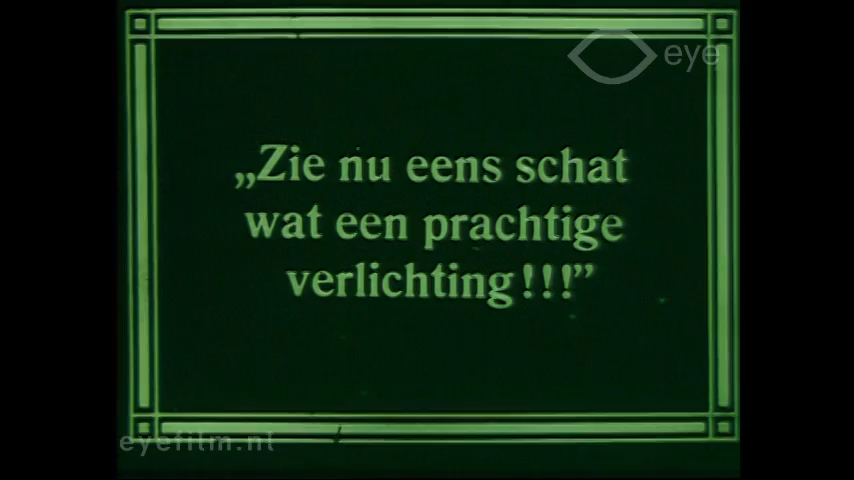 eye
„Zie nu eens schat
wat een prachtige
verlichting!!!”
eyefilm.nl